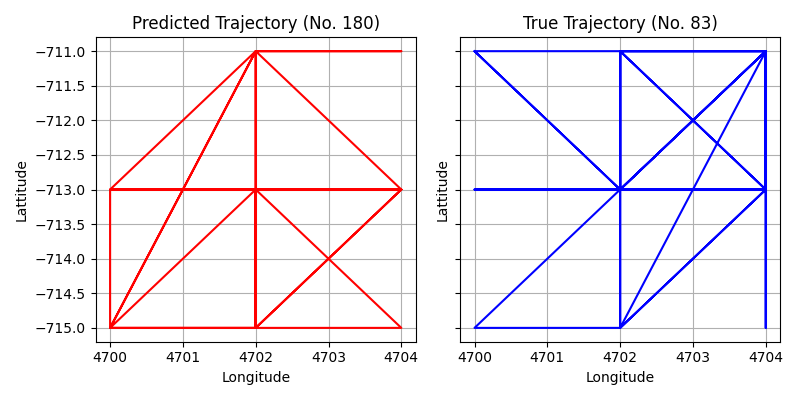 Predicted Trajectory (No. 180)
True Trajectory (No. 83)
Lattitude
−711.0
−711.5
−712.0
−712.5
−713.0
−713.5
−714.0
−714.5
−715.0
4700 4701 4702 4703 4704
Longitude
Lattitude
4700 4701 4702 4703 4704
Longitude